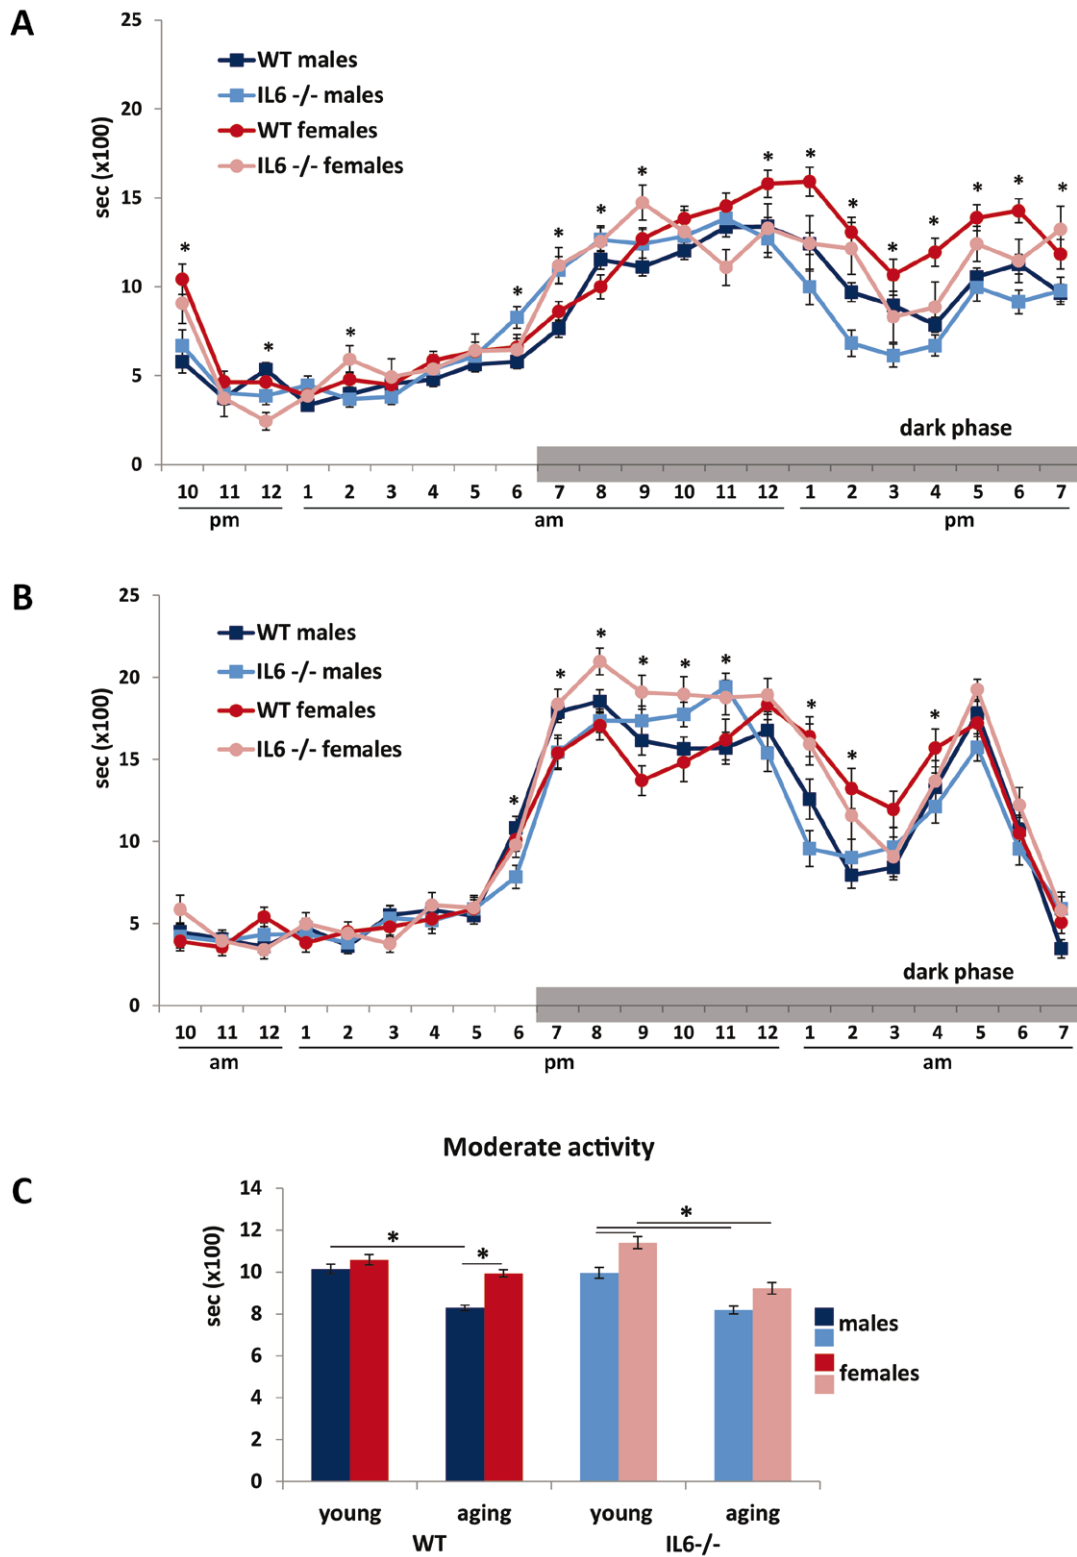 A
25
20
15
10
5
0
sec (x100)
WT males
IL6 -/- males
WT females
IL6 -/- females
* * * * * * * * * * * * * * * *
dark phase
10 11 12 1 2 3 4 5 6 7 8 9 10 11 12 1 2 3 4 5 6 7
pm am pm
B
25
20
15
10
5
0
sec (x100)
WT males
IL6 -/- males
WT females
IL6 -/- females
* * * * * * * * *
dark phase
10 11 12 1 2 3 4 5 6 7 8 9 10 11 12 1 2 3 4 5 6 7
am pm am
Moderate activity
C
14
12
10
8
6
4
2
0
sec (x100)
* * *
males
females
young aging young aging
WT IL6-/-